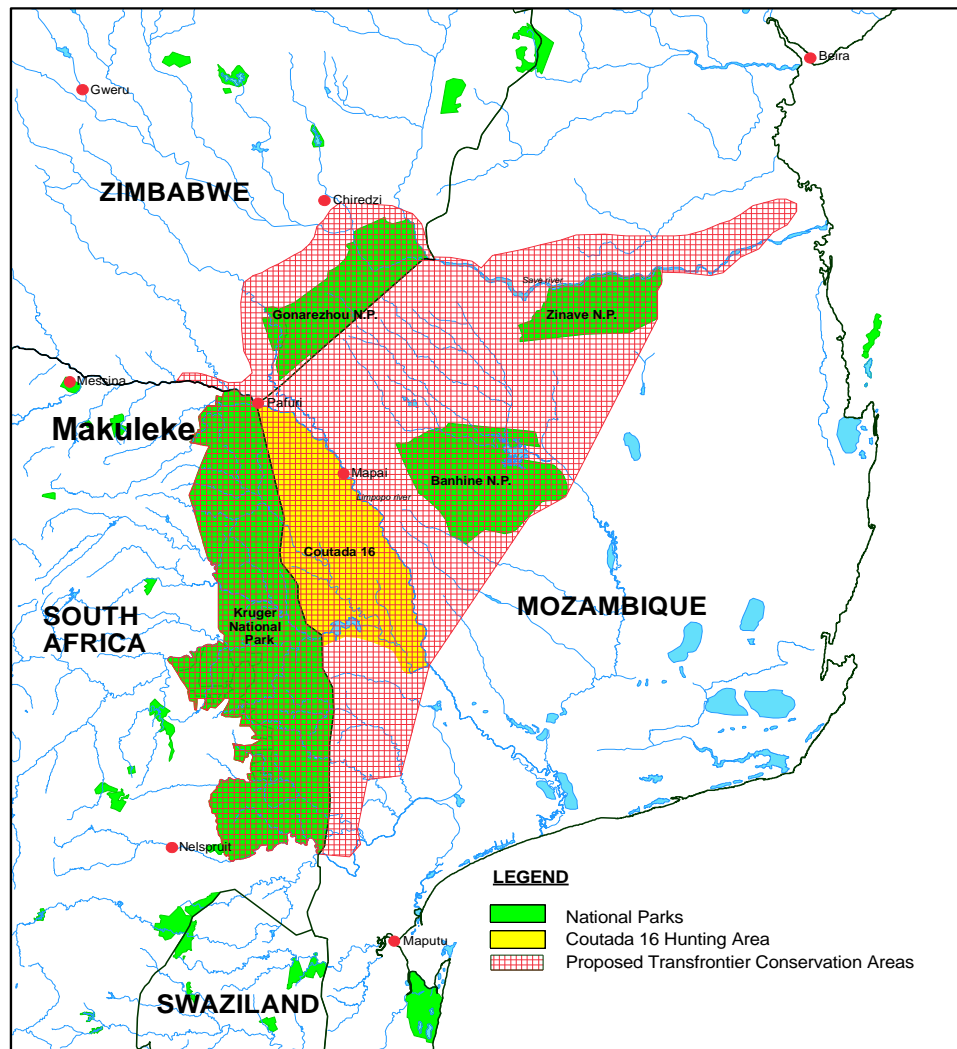 Beira
Gweru
ZIMBABWE
Chiredzi
Save river
Gonarezhou N.P.
Zinave N.P.
Messina
Pafuri
Makuleke
Mapai
Banhine N.P.
Limpopo river
Coutada 16
MOZAMBIQUE
SOUTH
AFRICA
Kruger
National
Park
Nelspruit
LEGEND
National Parks
Coutada 16 Hunting Area
Proposed Transfrontier Conservation Areas
Maputu
SWAZILAND